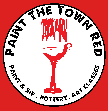 PAINT THE TOWN RED
PAINT & SIP • POTTERY • ART CLASSES